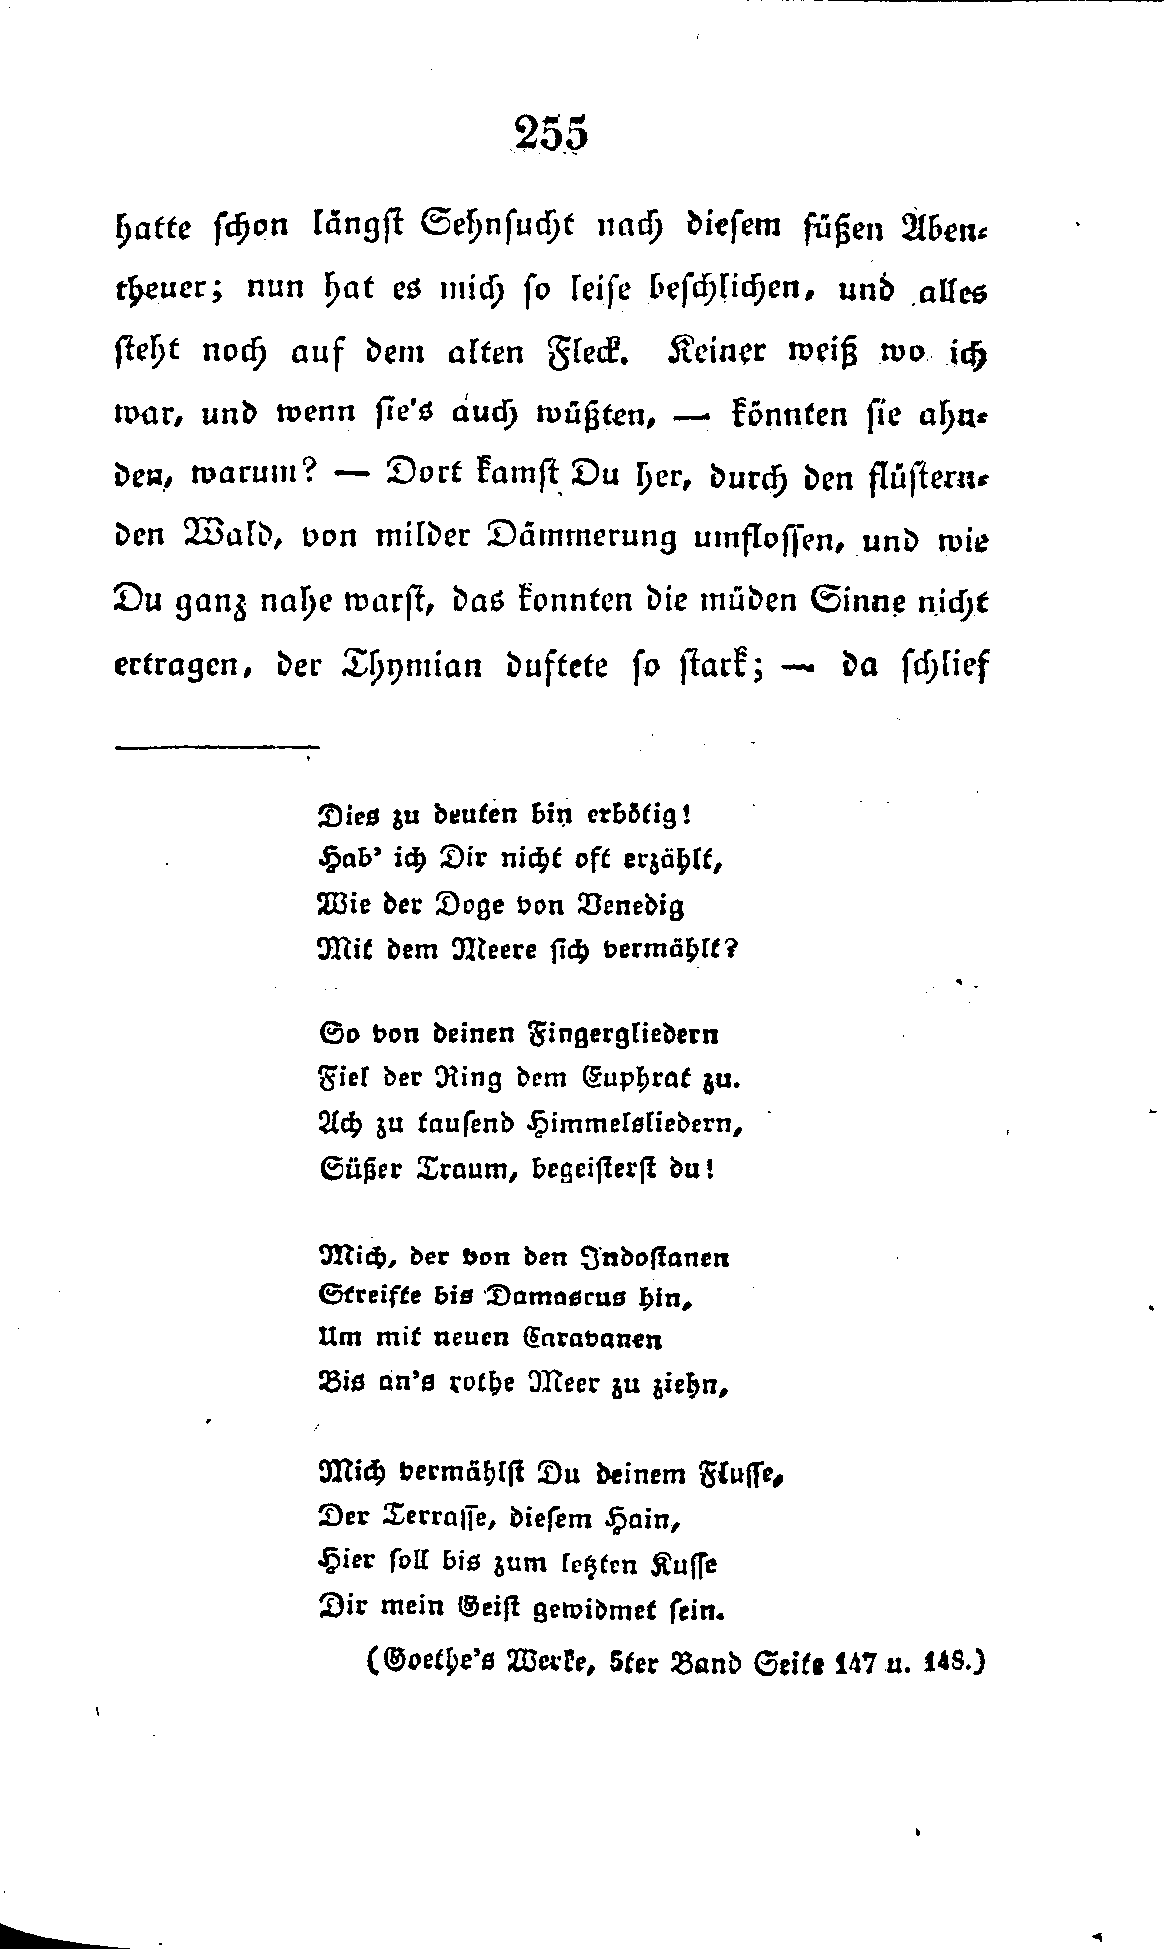 255
hatte schon längst Sehnsucht nach diesem süßen Aben-
theuer; nun hat es mich so leise beschlichen, und alles
steht noch auf dem alten Fleck. Keiner weiß wo ich
war, und wenn sie's auch wüßten, — könnten sie ahn-
den, warum? — Dort kamst Du her, durch den flüstern-
den Wald, von milder Dämmerung umflossen, und wie
Du ganz nahe warst, das konnten die müden Sinne nicht
ertragen, der Thymian duftete so stark; — da schlief
Dies zu deuten bin erbötig!
Hab' ich Dir nicht oft erzählt,
Wie der Doge von Venedig
Mit dem Meere sich vermählt?
So von deinen Fingergliedern
Fiel der Ring dem Euphrat zu.
Ach zu tausend Himmelsliedern,
Süßer Traum, begeisterst du!
Mich, der von den Indostanen
Streifte bis Damascus hin,
Um mit neuen Caravanen
Bis an's rothe Meer zu ziehn,
Mich vermählst Du deinem Flusse,
Der Terrasse, diesem Hain,
Hier soll bis zum letzten Kusse
Dir mein Geist gewidmet sein.
(Goethe's Werke, 5ter Band Seite 147 u. 148.)